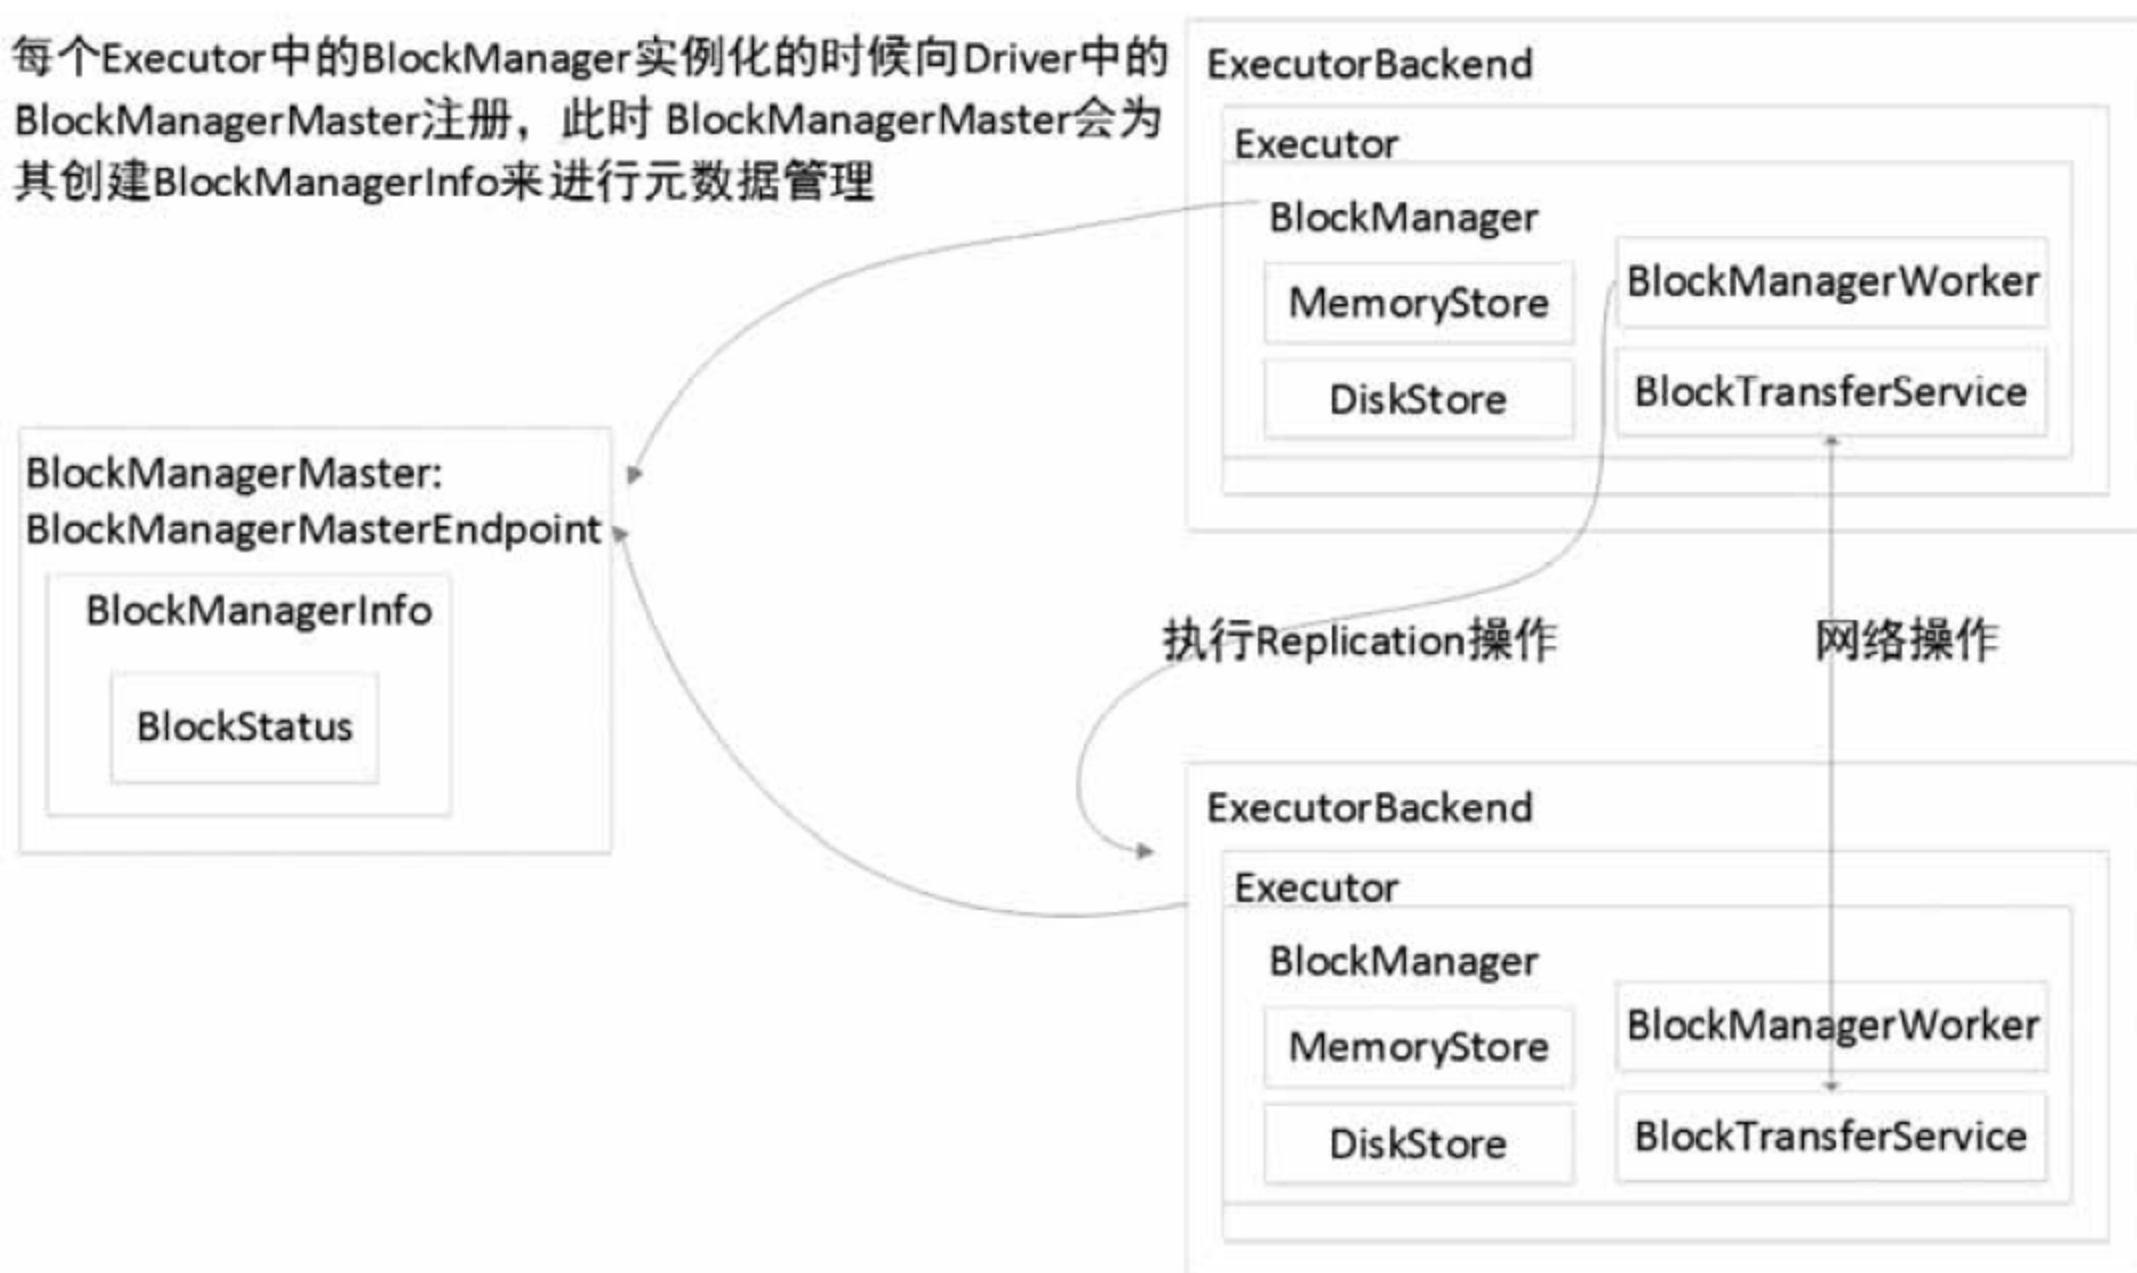 每个Executor中的BlockManager实例化的时候向Driver中的
BlockManagerMaster注册，此时 BlockManagerMaster会为
其创建BlockManagerInfo来进行元数据管理
ExecutorBackend
Executor
BlockManager
MemoryStore
DiskStore
BlockManagerWorker
BlockTransferService
BlockManagerMaster:
BlockManagerMasterEndpoint
BlockManagerInfo
BlockStatus
执行Replication操作
网络操作
ExecutorBackend
Executor
BlockManager
MemoryStore
DiskStore
BlockManagerWorker
BlockTransferService